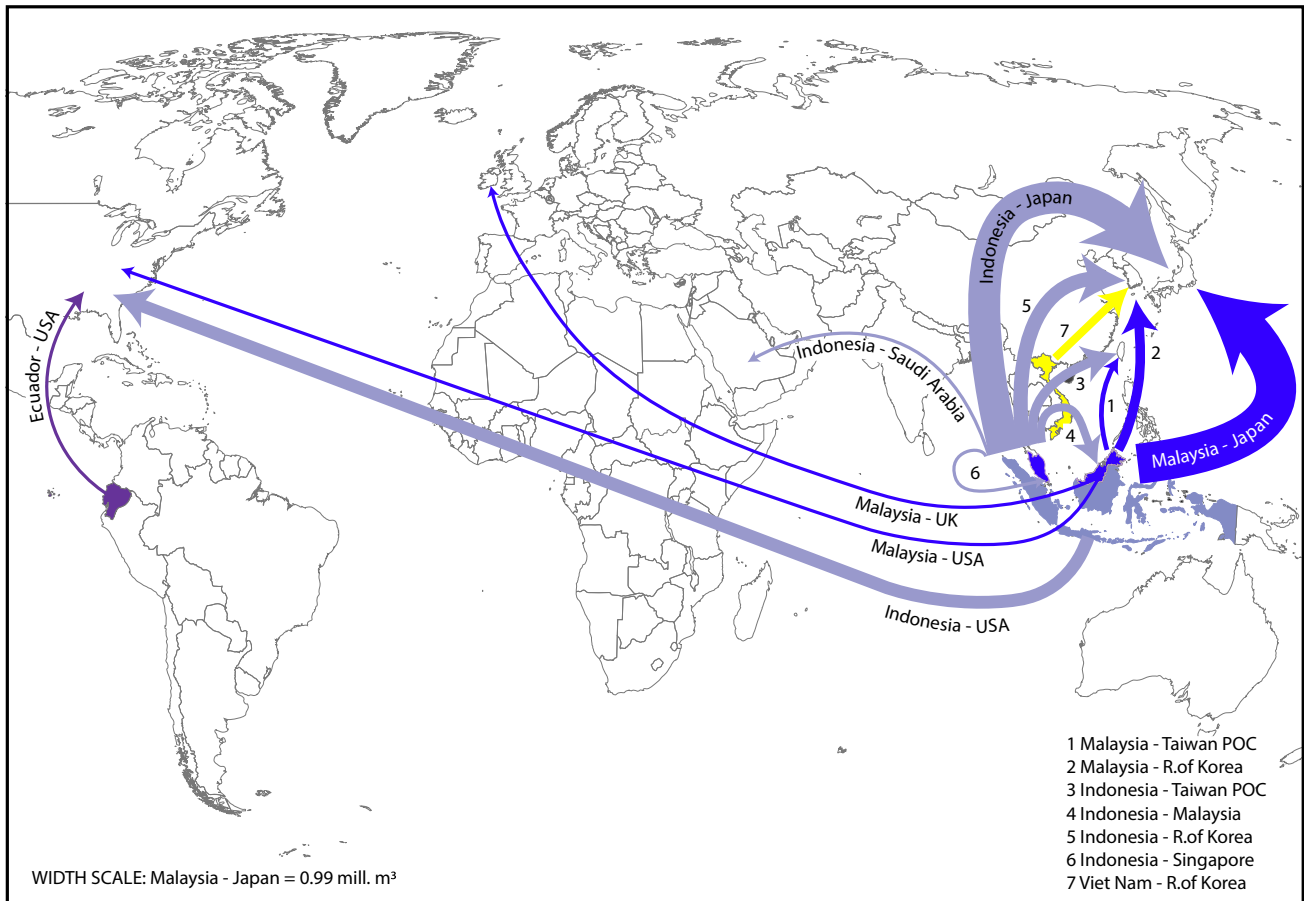 Indonesia - Japan
5
7
Indonesia - Saudi Arabia
Ecuador - USA
2
3
1
4
Malaysia - Japan
6
Malaysia - UK
Malaysia - USA
Indonesia - USA
1 Malaysia - Taiwan POC
2 Malaysia - R.of Korea
3 Indonesia - Taiwan POC
4 Indonesia - Malaysia
5 Indonesia - R.of Korea
6 Indonesia - Singapore
7 Viet Nam - R.of Korea
WIDTH SCALE: Malaysia - Japan = 0.99 mill. m³